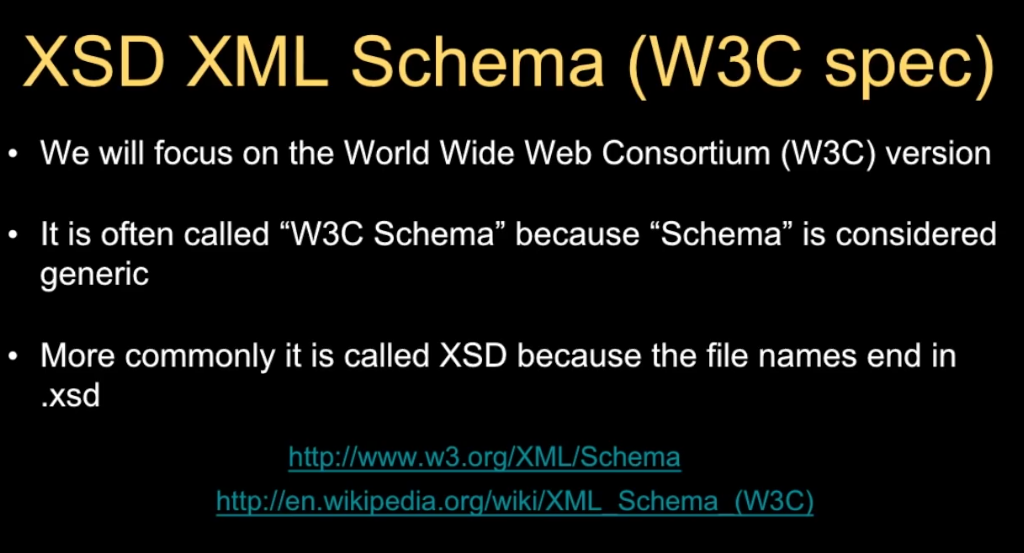 XSD XML Schema (W3C spec)
• We will focus on the World Wide Web Consortium (W3C) version
• It is often called “W3C Schema” because “Schema” is considered
generic
• More commonly it is called XSD because the file names end in
.xsd
http://www.w3.org/XML/Schema
http://en.wikipedia.org/wiki/XML_Schema_(W3C)